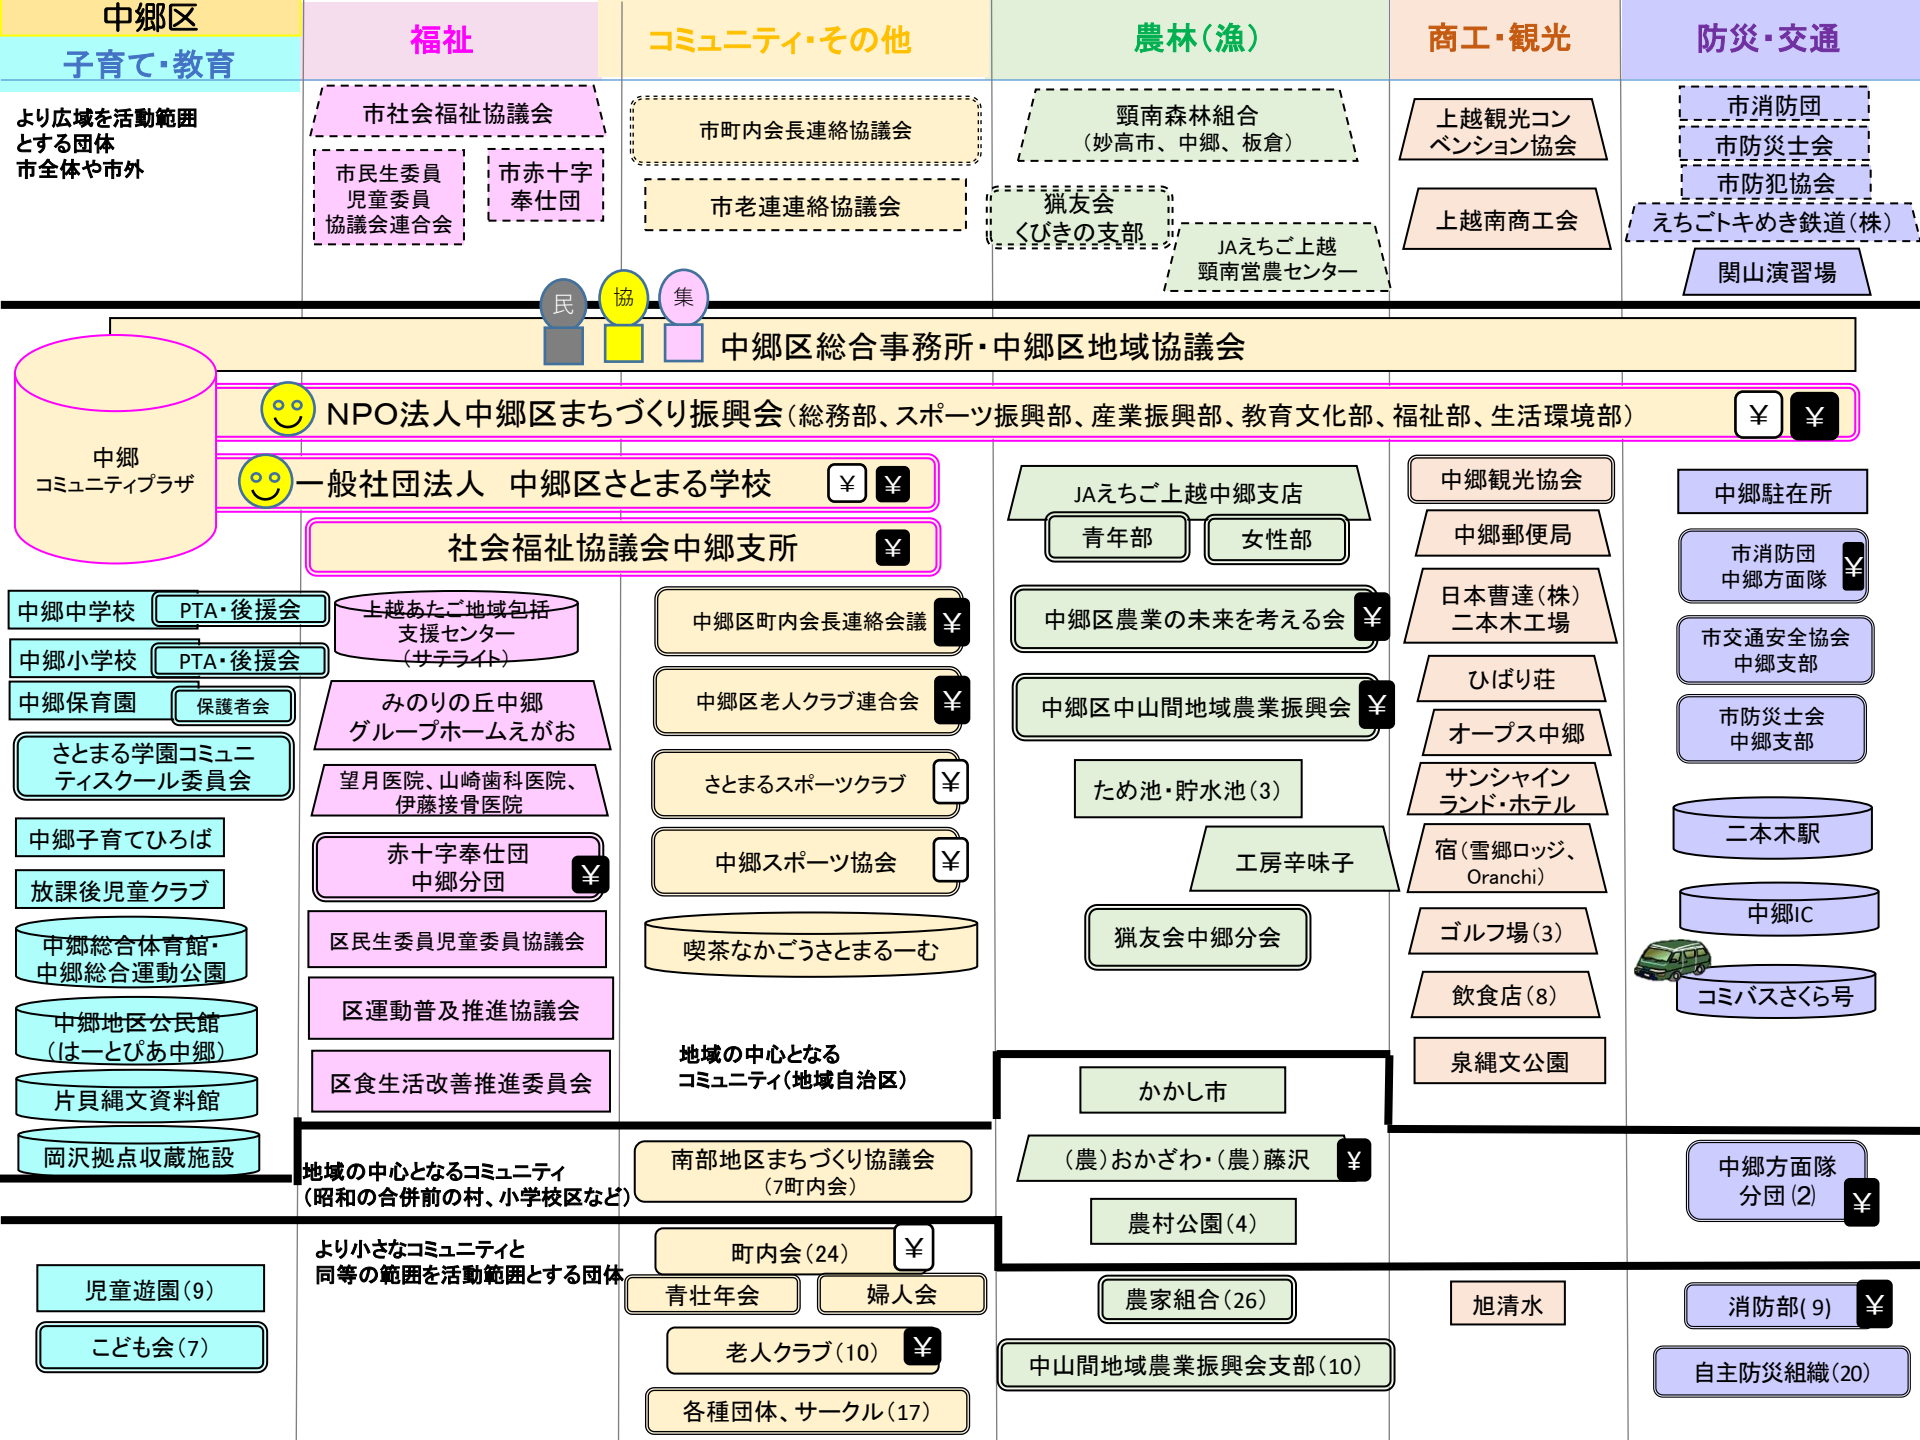 中郷区
子育て・教育
福祉
コミュニティ・その他
農林（漁）
商工・観光
防災・交通
より広域を活動範囲
とする団体
市全体や市外
市社会福祉協議会
市民生委員
児童委員
協議会連合会
市赤十字
奉仕団
市町内会長連絡協議会
市老連連絡協議会
頸南森林組合
（妙高市、中郷、板倉）
猟友会
くびきの支部
JAえちご上越
頸南営農センター
上越観光コン
ベンション協会
上越南商工会
市消防団
市防災士会
市防犯協会
えちごトキめき鉄道（株）
関山演習場
民
協
集
中郷区総合事務所・中郷区地域協議会
中郷
コミュニティプラザ
NPO法人中郷区まちづくり振興会（総務部、スポーツ振興部、産業振興部、教育文化部、福祉部、生活環境部）
¥
¥
一般社団法人　中郷区さとまる学校
¥
¥
社会福祉協議会中郷支所
¥
中郷中学校
PTA・後援会
中郷小学校
PTA・後援会
中郷保育園
保護者会
さとまる学園コミュニ
ティスクール委員会
中郷子育てひろば
放課後児童クラブ
中郷総合体育館・
中郷総合運動公園
中郷地区公民館
（はーとぴあ中郷）
片貝縄文資料館
岡沢拠点収蔵施設
上越あたご地域包括
支援センター
（サテライト）
みのりの丘中郷
グループホームえがお
望月医院、山崎歯科医院、
伊藤接骨医院
赤十字奉仕団
中郷分団
¥
区民生委員児童委員協議会
区運動普及推進協議会
区食生活改善推進委員会
中郷区町内会長連絡会議
¥
中郷区老人クラブ連合会
¥
さとまるスポーツクラブ
¥
中郷スポーツ協会
¥
喫茶なかごうさとまるーむ
地域の中心となる
コミュニティ（地域自治区）
JAえちご上越中郷支店
青年部
女性部
中郷区農業の未来を考える会
¥
中郷区中山間地域農業振興会
¥
ため池・貯水池（3）
工房辛味子
猟友会中郷分会
かかし市
中郷観光協会
中郷郵便局
日本曹達（株）
二本木工場
ひばり荘
オープス中郷
サンシャイン
ランド・ホテル
宿（雪郷ロッジ、
Oranchi）
ゴルフ場（3）
飲食店（8）
泉縄文公園
中郷駐在所
市消防団
中郷方面隊
¥
市交通安全協会
中郷支部
市防災士会
中郷支部
二本木駅
中郷IC
コミバスさくら号
地域の中心となるコミュニティ
（昭和の合併前の村、小学校区など）
南部地区まちづくり協議会
（7町内会）
（農）おかざわ・（農）藤沢
¥
農村公園（4）
中郷方面隊
分団（2）
¥
より小さなコミュニティと
同等の範囲を活動範囲とする団体
児童遊園（9）
こども会（7）
町内会（24）
¥
青壮年会
婦人会
老人クラブ（10）
¥
各種団体、サークル（17）
農家組合（26）
中山間地域農業振興会支部（10）
旭清水
消防部（9）
¥
自主防災組織（20）